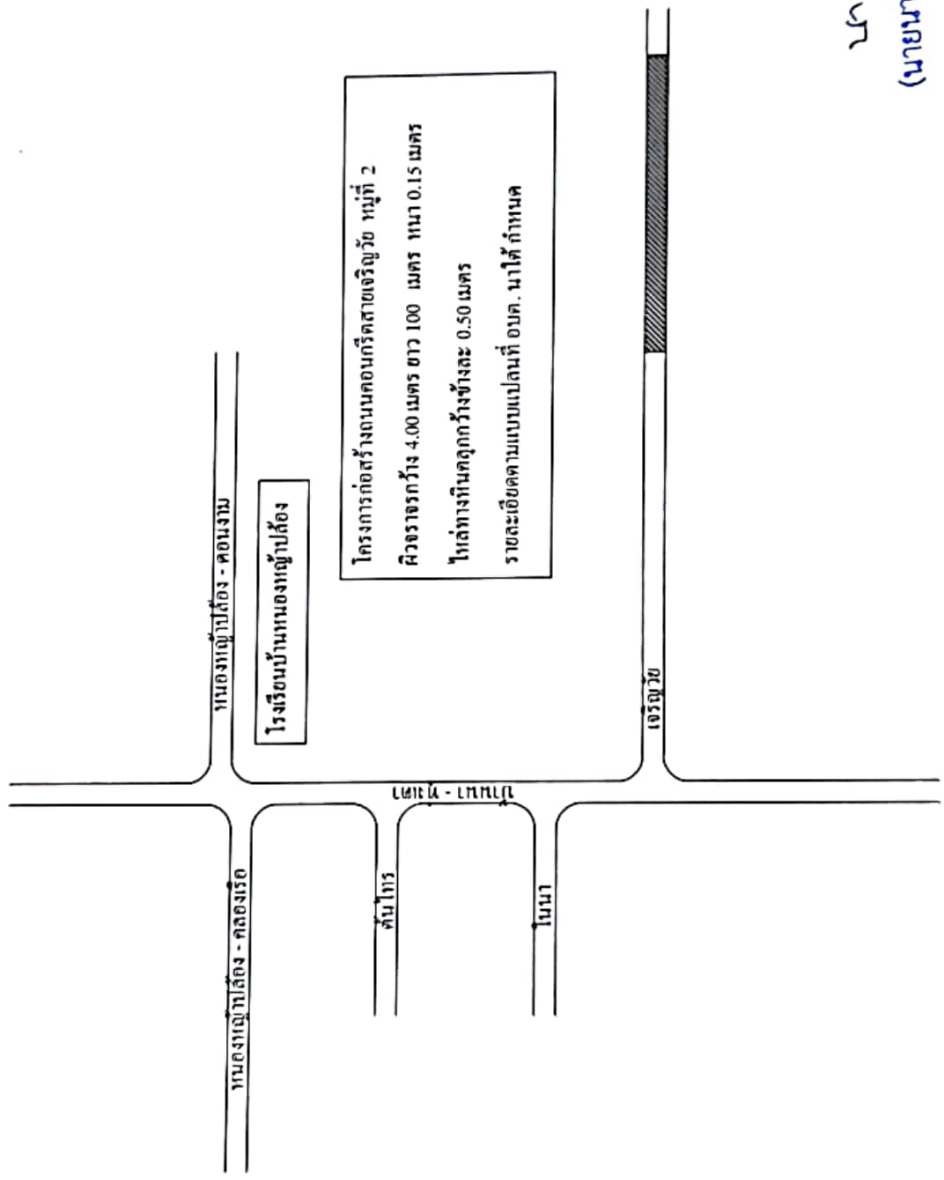 หนองหญ้าปล้อง - ดอนงาม
โรงเรียนบ้านหนองหญ้าปล้อง
โครงการก่อสร้างถนนคอนกรีตสายเจริญวัย หมู่ที่ 2
ผิวจราจรกว้าง 4.00 เมตร ยาว 100 เมตร หนา 0.15 เมตร
ไหล่ทางหินคลุกกว้างข้างละ 0.50 เมตร
รายละเอียดตามแบบแปลนที่ อบต. นาใต้ กำหนด
หนองหญ้าปล้อง - คลองเรือ
ต้นไทร
ในนา
เจริญวัย
(นาย